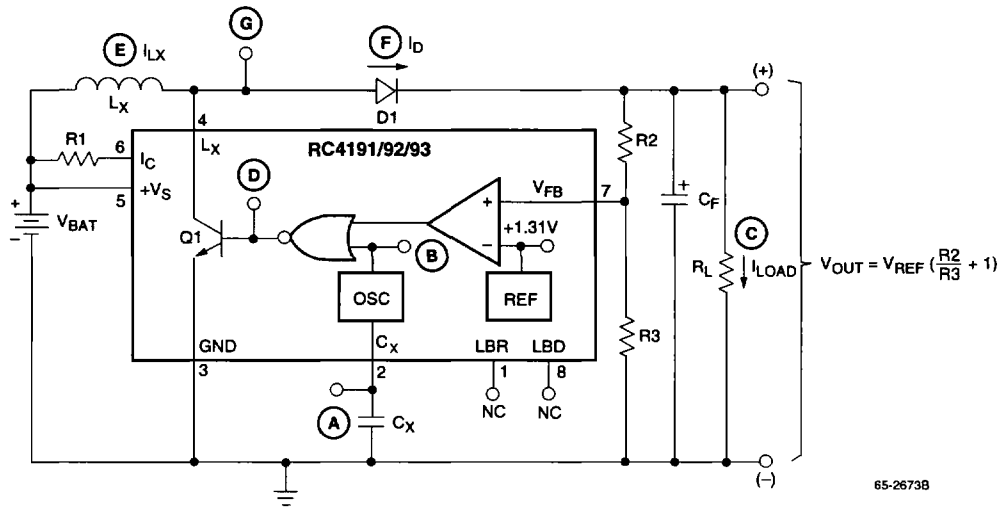 G
E I_LX
F I_D
L_X
D1
4
R1
6
I_C
L_X
RC4191/92/93
R2
+V_S
5
D
V_FB
7
+
V_BAT
-
Q1
+
−
+1.31V
B
C_F
+
C
OSC
REF
R_L
I_LOAD
V_OUT = V_REF (R2/R3 + 1)
R3
GND
C_X
LBR
LBD
3
2
1
8
A
C_X
NC
NC
(+)
(−)
65-2673B